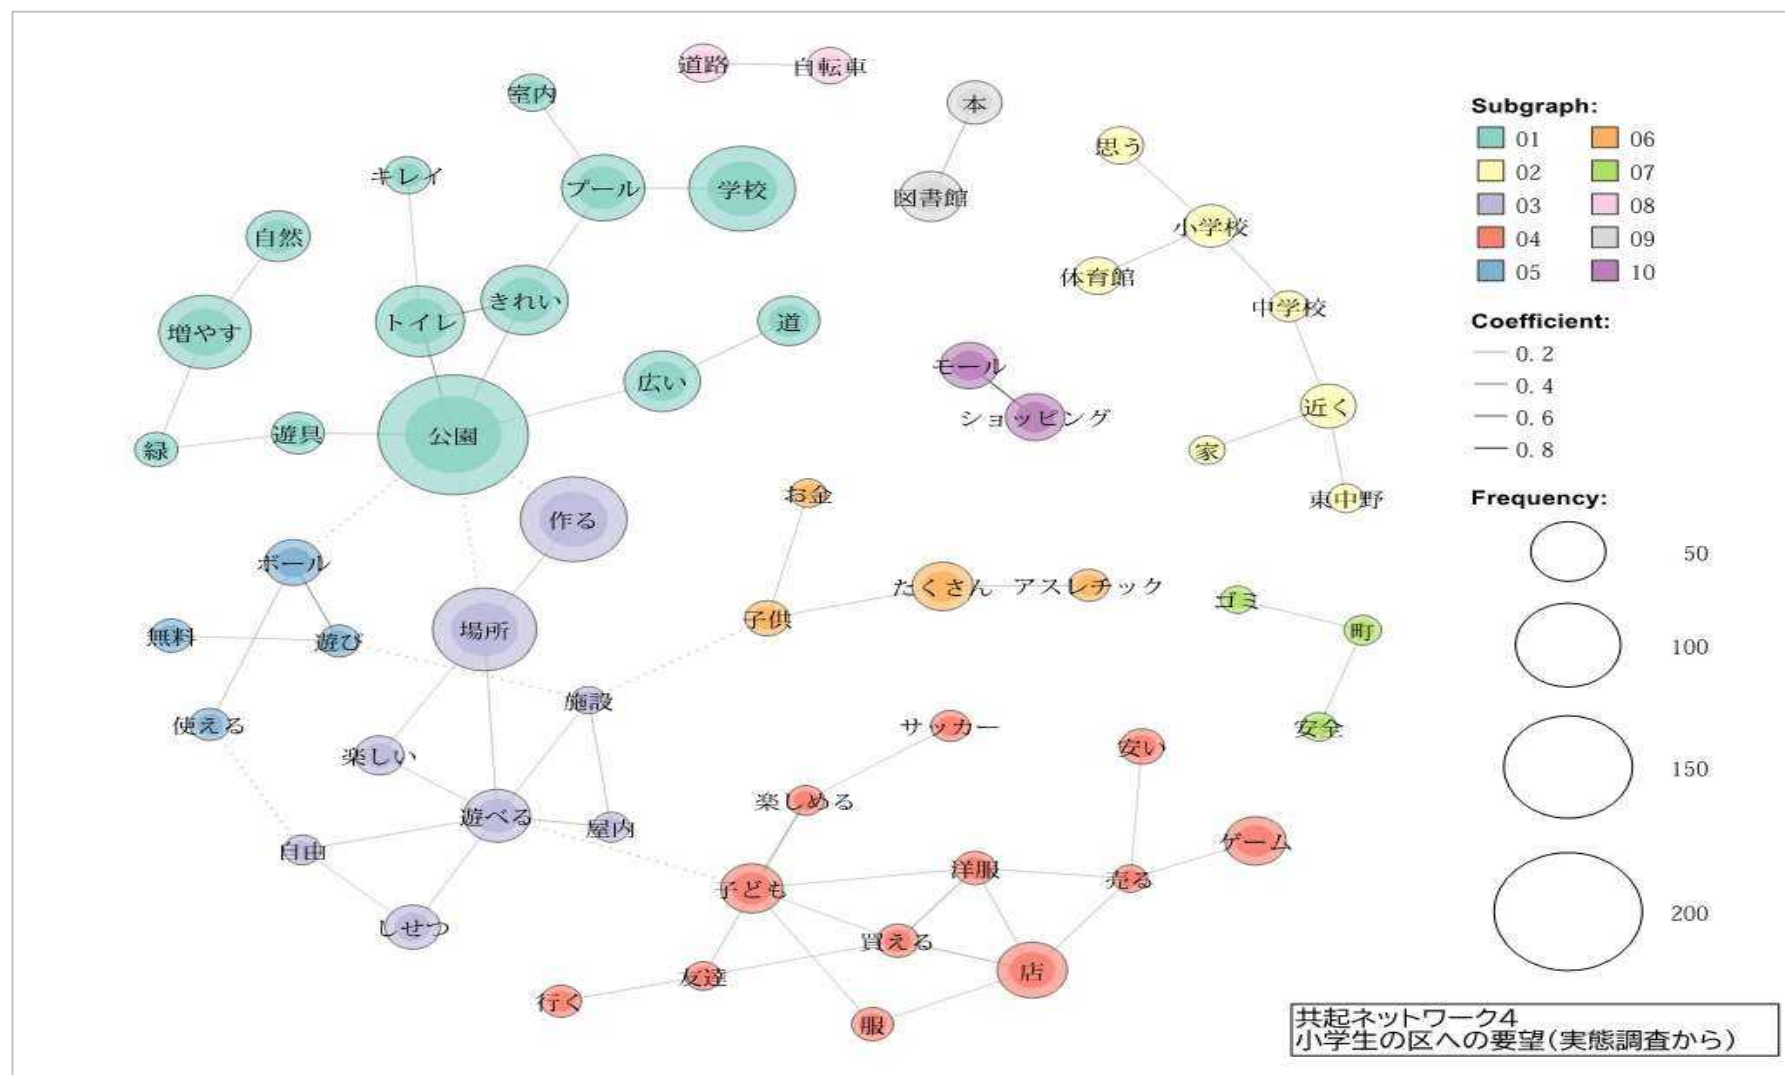 道路
自転車
室内
本
キレイ
プール
学校
図書館
思う
自然
小学校
体育館
増やす
トイレ
きれい
道
中学校
広い
モール
ショッピング
近く
緑
遊具
公園
家
東中野
お金
作る
ボール
たくさん
アスレチック
子供
ゴミ
町
無料
遊び
場所
施設
使える
楽しい
サッカー
安い
安全
楽しめる
遊べる
屋内
自由
ゲーム
子ども
洋服
売る
しせつ
買える
友達
店
行く
服
Subgraph:
01 06
02 07
03 08
04 09
05 10
Coefficient:
0.2
0.4
0.6
0.8
Frequency:
50
100
150
200
共起ネットワーク4
小学生の区への要望(実態調査から)